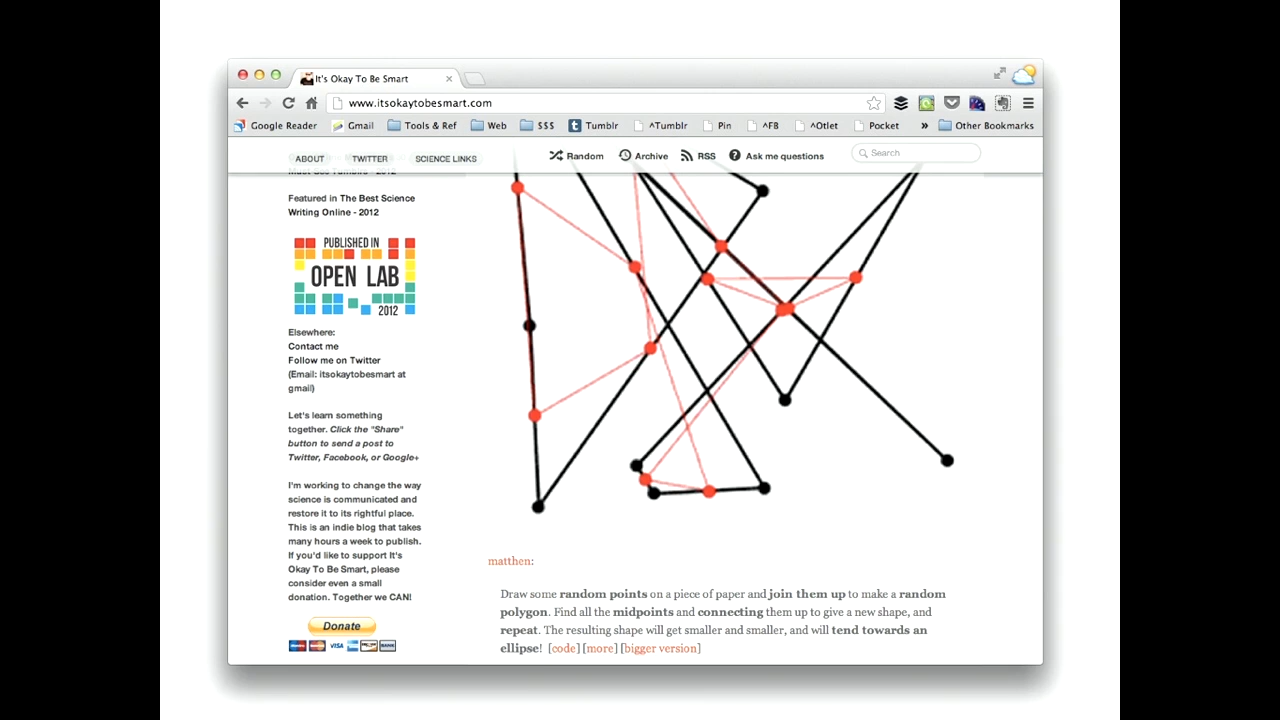 It's Okay To Be Smart
www.itsokaytobesmart.com
Google Reader Gmail Tools & Ref Web $$$ Tumblr ^Tumblr Pin ^FB ^Otlet Pocket » Other Bookmarks
ABOUT TWITTER SCIENCE LINKS Random Archive RSS Ask me questions Search
Featured in The Best Science
Writing Online - 2012
PUBLISHED IN
OPEN LAB
2012
Elsewhere:
Contact me
Follow me on Twitter
(Email: itsokaytobesmart at
gmail)
Let's learn something
together. Click the "Share"
button to send a post to
Twitter, Facebook, or Google+
I'm working to change the way
science is communicated and
restore it to its rightful place.
This is an indie blog that takes
many hours a week to publish.
If you'd like to support It's
Okay To Be Smart, please
consider even a small
donation. Together we CAN!
Donate
VISA
matthen:
Draw some random points on a piece of paper and join them up to make a random
polygon. Find all the midpoints and connecting them up to give a new shape, and
repeat. The resulting shape will get smaller and smaller, and will tend towards an
ellipse! [code] [more] [bigger version]